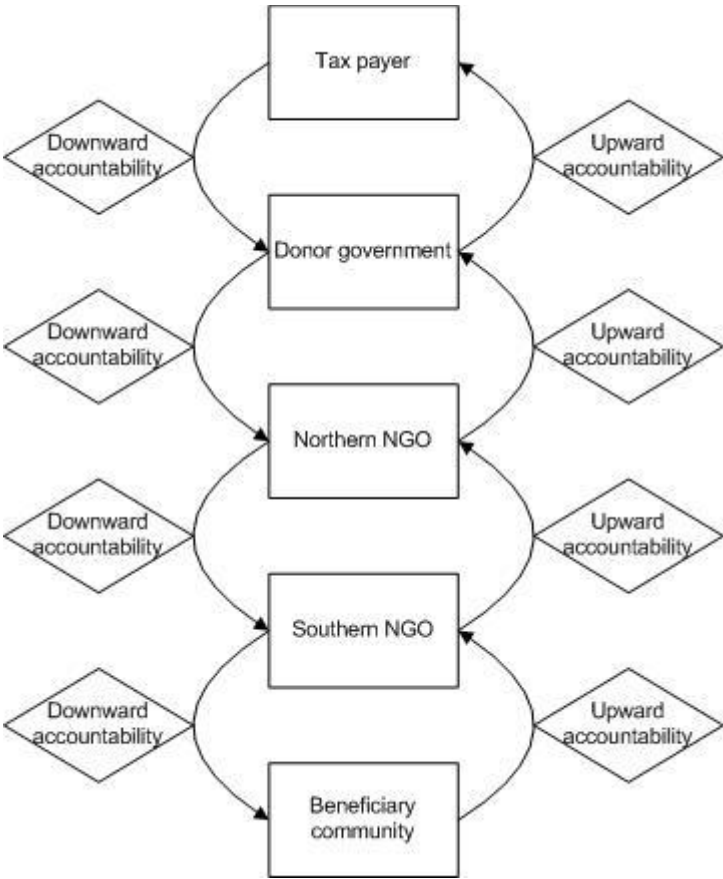 Tax payer
Downward
accountability
Upward
accountability
Donor government
Downward
accountability
Upward
accountability
Northern NGO
Downward
accountability
Upward
accountability
Southern NGO
Downward
accountability
Upward
accountability
Beneficiary
community